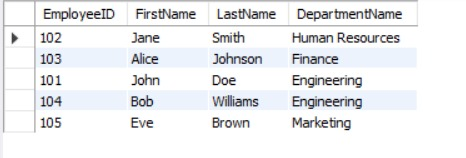 EmployeeID FirstName LastName DepartmentName
102 Jane Smith Human Resources
103 Alice Johnson Finance
101 John Doe Engineering
104 Bob Williams Engineering
105 Eve Brown Marketing